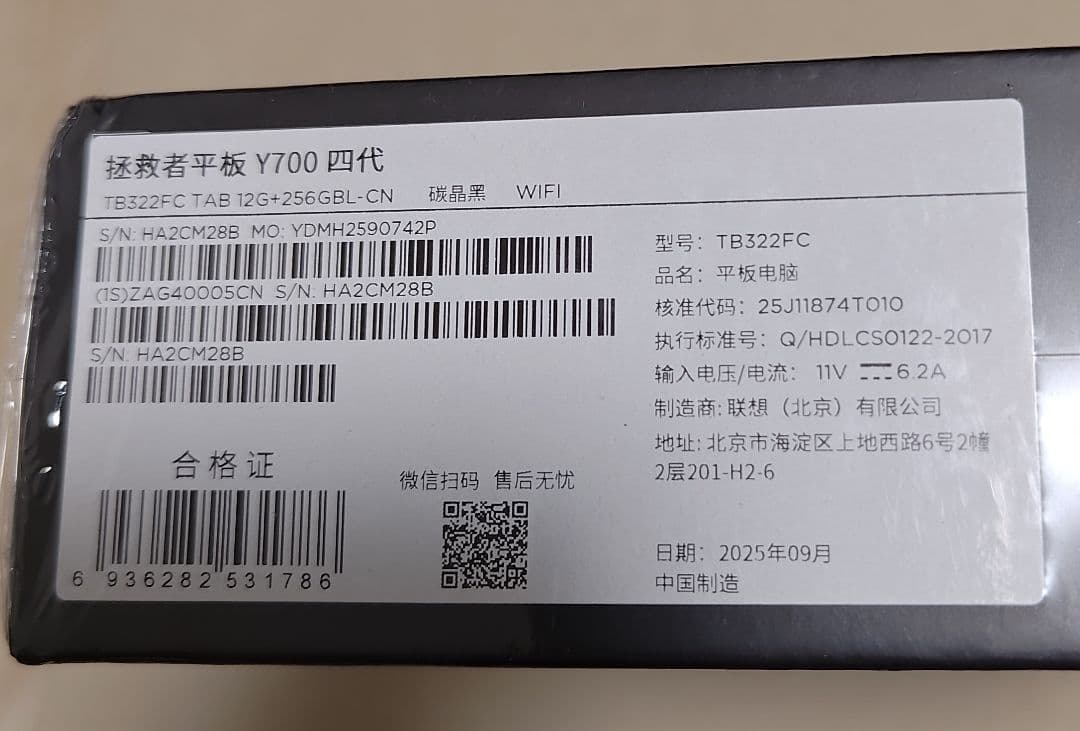 拯救者平板 Y700 四代
TB322FC TAB 12G+256GBL-CN 碳晶黑 WIFI
S/N: HA2CM28B MO: YDMH2590742P
(1S)ZAG40005CN S/N: HA2CM28B
S/N: HA2CM28B
合格证
6 936282 531786
微信扫码 售后无忧
型号: TB322FC
品名: 平板电脑
核准代码: 25J11874T010
执行标准号: Q/HDLCS0122-2017
输入电压/电流: 11V ⎓6.2A
制造商: 联想（北京）有限公司
地址: 北京市海淀区上地西路6号2幢
2层201-H2-6
日期: 2025年09月
中国制造